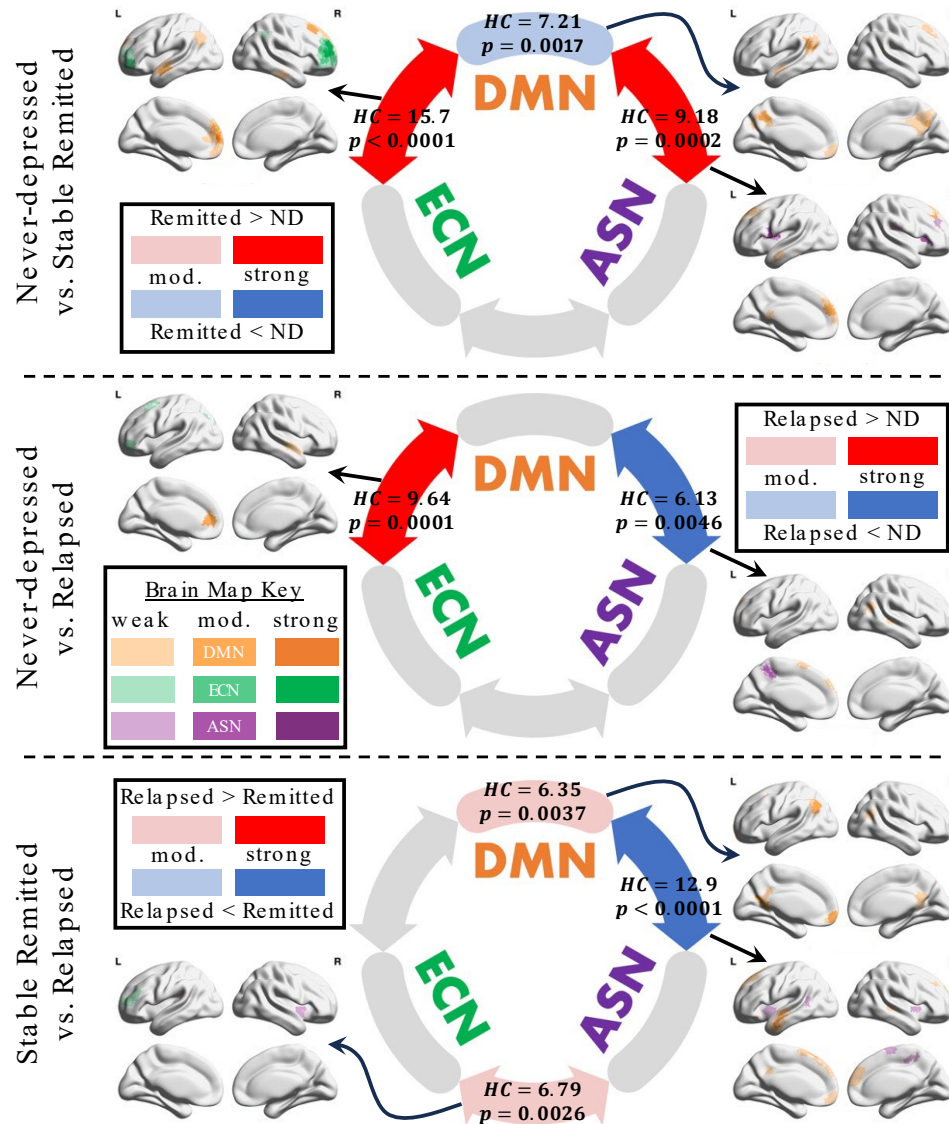 Never-depressed
vs. Stable Remitted
L
R
HC = 7.21
p = 0.0017
DMN
HC = 15.7
p < 0.0001
HC = 9.18
p = 0.0002
ECN
ASN
L
Remitted > ND
mod.
strong
Remitted < ND
Never-depressed
vs. Relapsed
L
R
DMN
HC = 9.64
p = 0.0001
HC = 6.13
p = 0.0046
ECN
ASN
Relapsed > ND
mod.
strong
Relapsed < ND
Brain Map Key
weak
mod.
strong
DMN
ECN
ASN
L
Stable Remitted
vs. Relapsed
Relapsed > Remitted
mod.
strong
Relapsed < Remitted
HC = 6.35
p = 0.0037
DMN
HC = 12.9
p < 0.0001
ECN
ASN
L
R
L
HC = 6.79
p = 0.0026